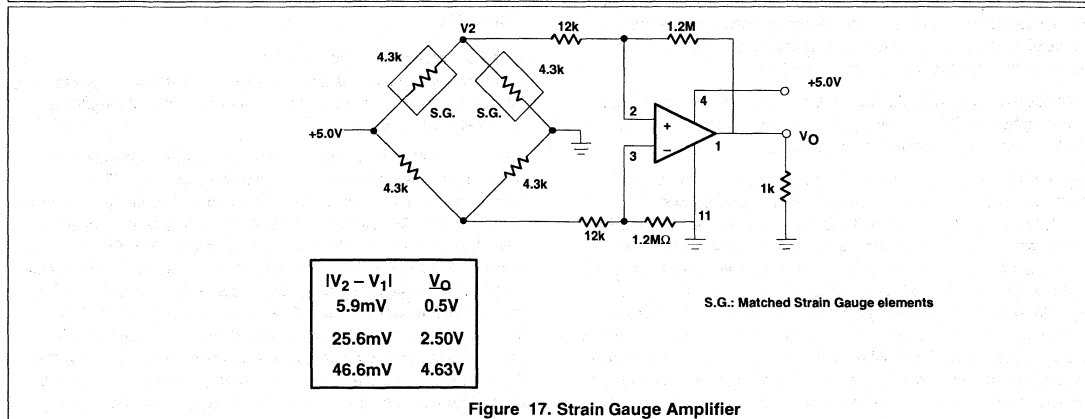 V2
12k
1.2M
4.3k
4.3k
S.G.
S.G.
+5.0V
4
+5.0V
2
+
3
–
1
VO
4.3k
4.3k
1k
11
12k
1.2MΩ
|V2 – V1| VO
5.9mV 0.5V
25.6mV 2.50V
46.6mV 4.63V
S.G.: Matched Strain Gauge elements
Figure 17. Strain Gauge Amplifier